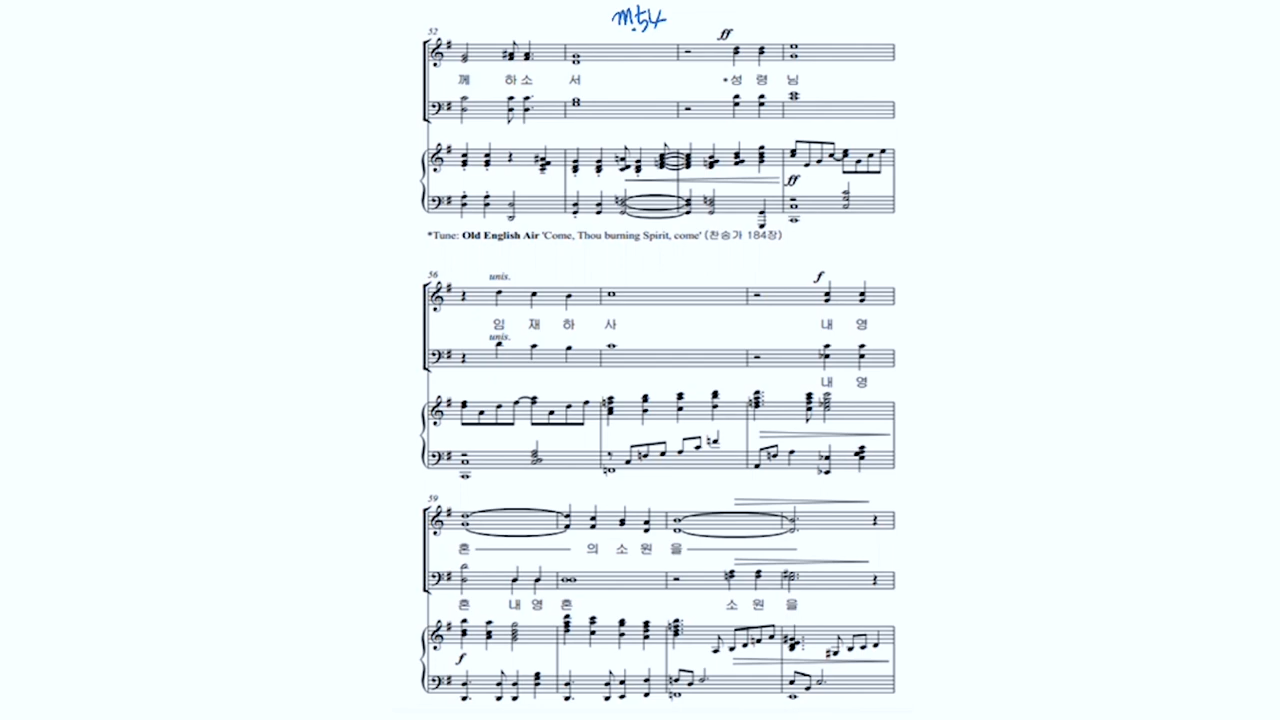 m54
52
ff
께 하 소 서 *성 령 님
ff
*Tune: Old English Air 'Come, Thou burning Spirit, come' (찬송가 184장)
56
unis.
f
임 재 하 사 내 영
unis.
내 영
59
혼 의 소 원 을
혼 내 영 혼 소 원 을
f